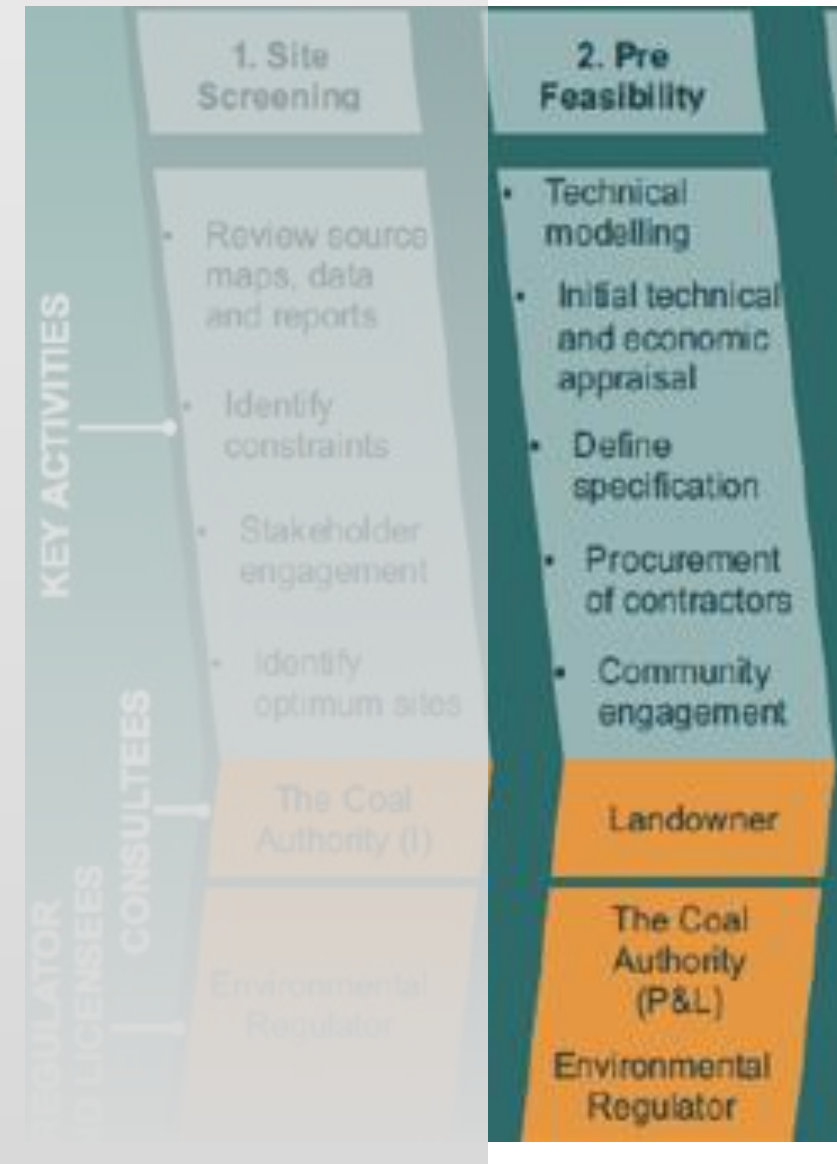 1. Site
Screening
2. Pre
Feasibility
KEY ACTIVITIES
• Review source
maps, data
and reports
• Identify
constraints
• Stakeholder
engagement
• Identify
optimum sites
• Technical
modelling
• Initial technical
and economic
appraisal
• Define
specification
• Procurement
of contractors
• Community
engagement
CONSULTEES
The Coal
Authority (I)
Landowner
REGULATOR
LICENSEES
Environmental
Regulator
The Coal
Authority
(P&L)
Environmental
Regulator